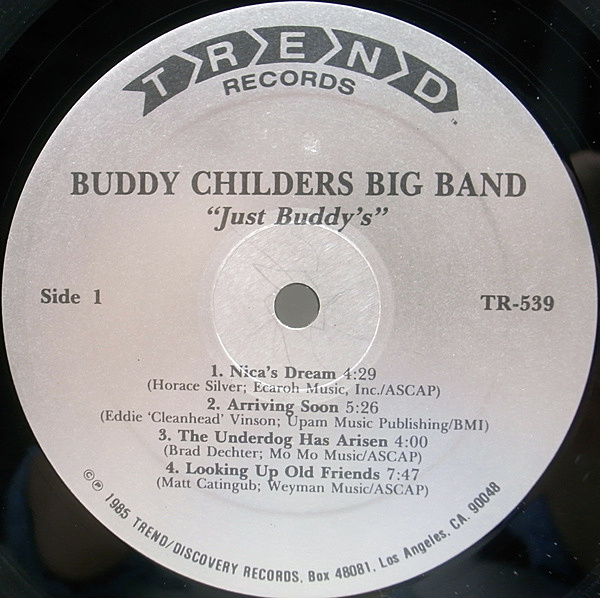 TREND
RECORDS
™
BUDDY CHILDERS BIG BAND
“Just Buddy's”
Side 1
TR-539
1. Nica's Dream 4:29
(Horace Silver; Ecaroh Music, Inc./ASCAP)
2. Arriving Soon 5:26
(Eddie ‘Cleanhead’ Vinson; Upam Music Publishing/BMI)
3. The Underdog Has Arisen 4:00
(Brad Dechter; Mo Mo Music/ASCAP)
4. Looking Up Old Friends 7:47
(Matt Catingub; Weyman Music/ASCAP)
©℗ 1985 TREND/DISCOVERY RECORDS, Box 48081, Los Angeles, CA. 90048